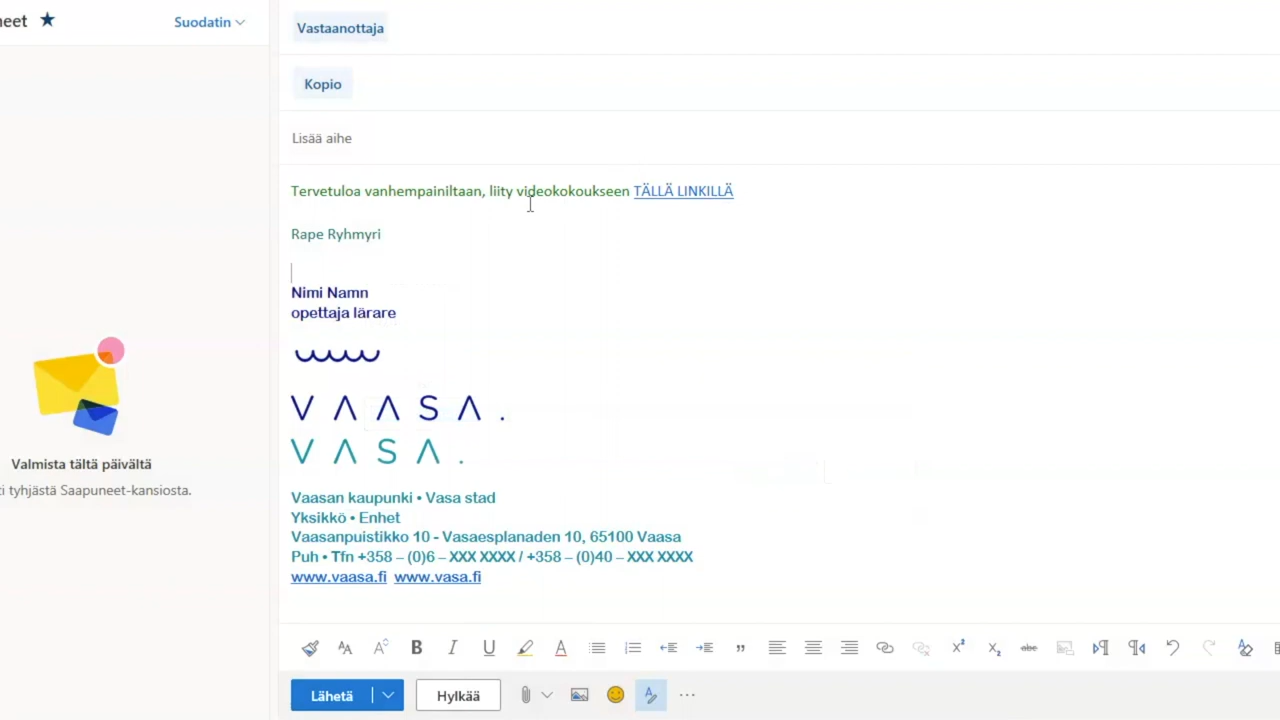 neet
Suodatin
Vastaanottaja
Kopio
Lisää aihe
Tervetuloa vanhempainiltaan, liity videokokoukseen TÄLLÄ LINKILLÄ
Rape Ryhmyri
Nimi Namn
opettaja lärare
VAASA.
VASA.
Valmista tältä päivältä
ti tyhjästä Saapuneet-kansiosta.
Vaasan kaupunki • Vasa stad
Yksikkö • Enhet
Vaasanpuistikko 10 - Vasaesplanaden 10, 65100 Vaasa
Puh • Tfn +358 – (0)6 – XXX XXXX / +358 – (0)40 – XXX XXXX
www.vaasa.fi www.vasa.fi
Lähetä
Hylkää